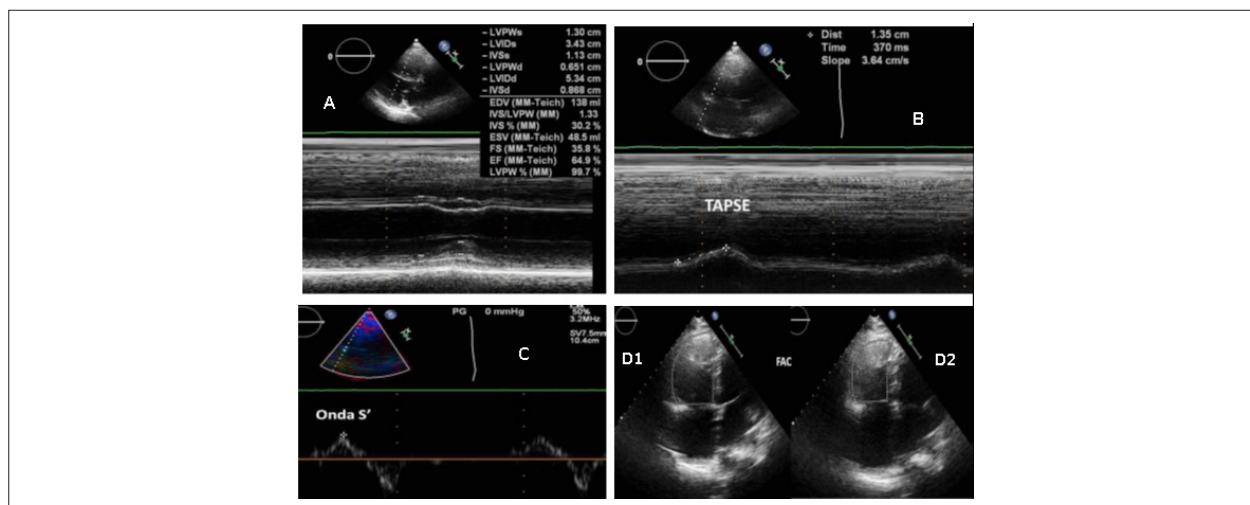 A
0
– LVPWs 1.30 cm
– LVIDs 3.43 cm
– IVSs 1.13 cm
– LVPWd 0.651 cm
– LVIDd 5.34 cm
– IVSd 0.868 cm
EDV (MM-Teich) 138 ml
IVS/LVPW (MM) 1.33
IVS % (MM) 30.2 %
ESV (MM-Teich) 48.5 ml
FS (MM-Teich) 35.8 %
EF (MM-Teich) 64.9 %
LVPW % (MM) 99.7 %
B
0
Dist 1.35 cm
Time 370 ms
Slope 3.64 cm/s
TAPSE
C
PG 0 mmHg
50%
3.2MHz
SV7.5mm
10.4cm
Onda S'
D1
FAC
D2